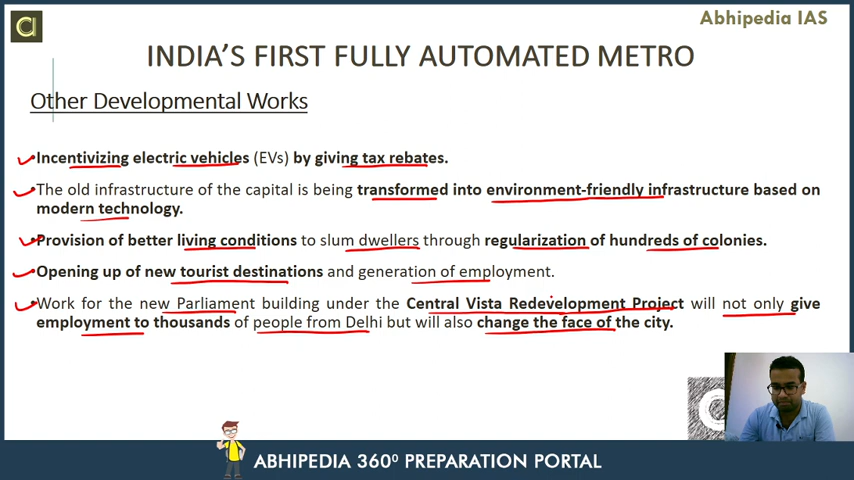 Abhipedia IAS
INDIA'S FIRST FULLY AUTOMATED METRO
Other Developmental Works
•Incentivizing electric vehicles (EVs) by giving tax rebates.
•The old infrastructure of the capital is being transformed into environment-friendly infrastructure based on
modern technology.
•Provision of better living conditions to slum dwellers through regularization of hundreds of colonies.
•Opening up of new tourist destinations and generation of employment.
•Work for the new Parliament building under the Central Vista Redevelopment Project will not only give
employment to thousands of people from Delhi but will also change the face of the city.
ABHIPEDIA 360⁰ PREPARATION PORTAL